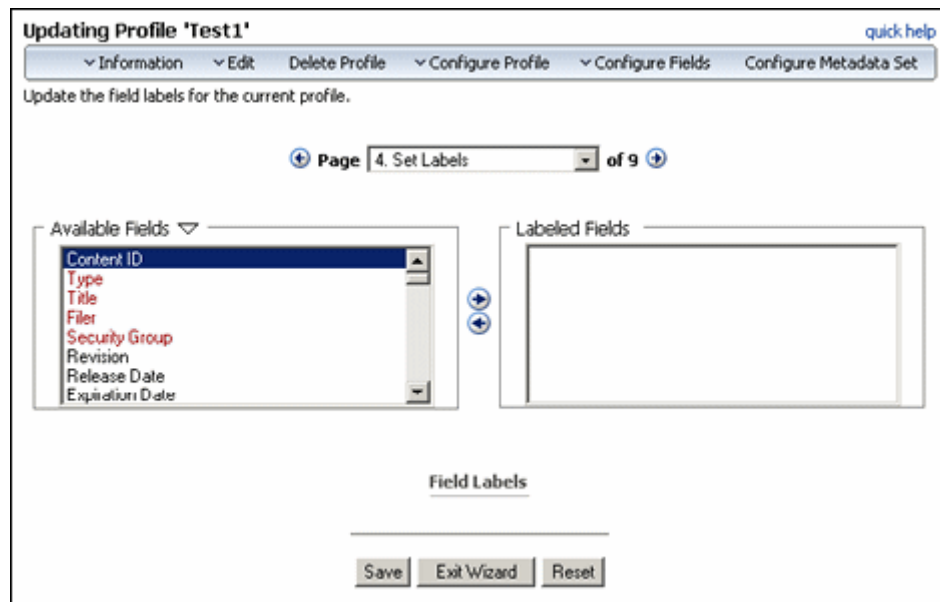 Updating Profile 'Test1'
quick help
Information Edit Delete Profile Configure Profile Configure Fields Configure Metadata Set
Update the field labels for the current profile.
Page 4. Set Labels of 9
Available Fields
Content ID
Type
Title
Filer
Security Group
Revision
Release Date
Expiration Date
Labeled Fields
Field Labels
Save Exit Wizard Reset